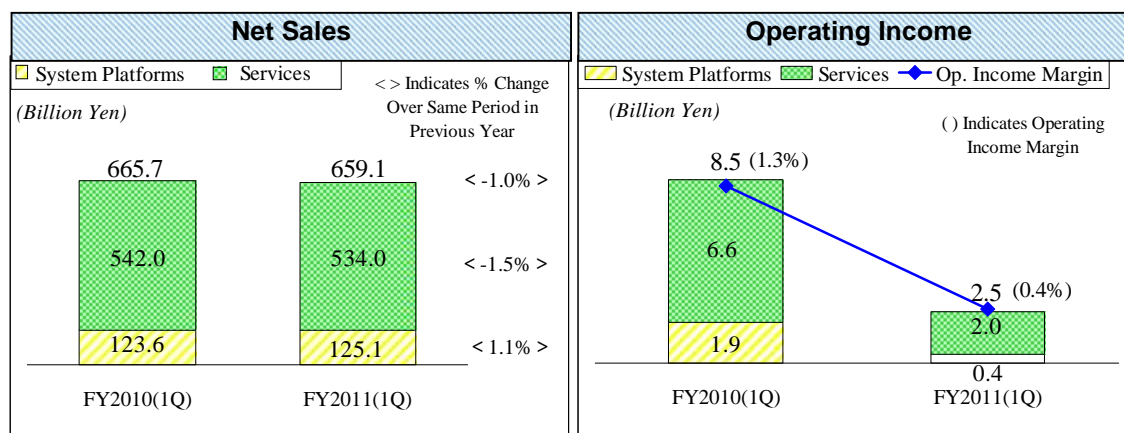 Net Sales
System Platforms
Services
< > Indicates % Change
Over Same Period in
Previous Year
(Billion Yen)
665.7
659.1
< -1.0% >
542.0
534.0
< -1.5% >
123.6
125.1
< 1.1% >
FY2010(1Q)
FY2011(1Q)
Operating Income
System Platforms
Services
Op. Income Margin
(Billion Yen)
( ) Indicates Operating
Income Margin
8.5 (1.3%)
6.6
1.9
2.5 (0.4%)
2.0
0.4
FY2010(1Q)
FY2011(1Q)